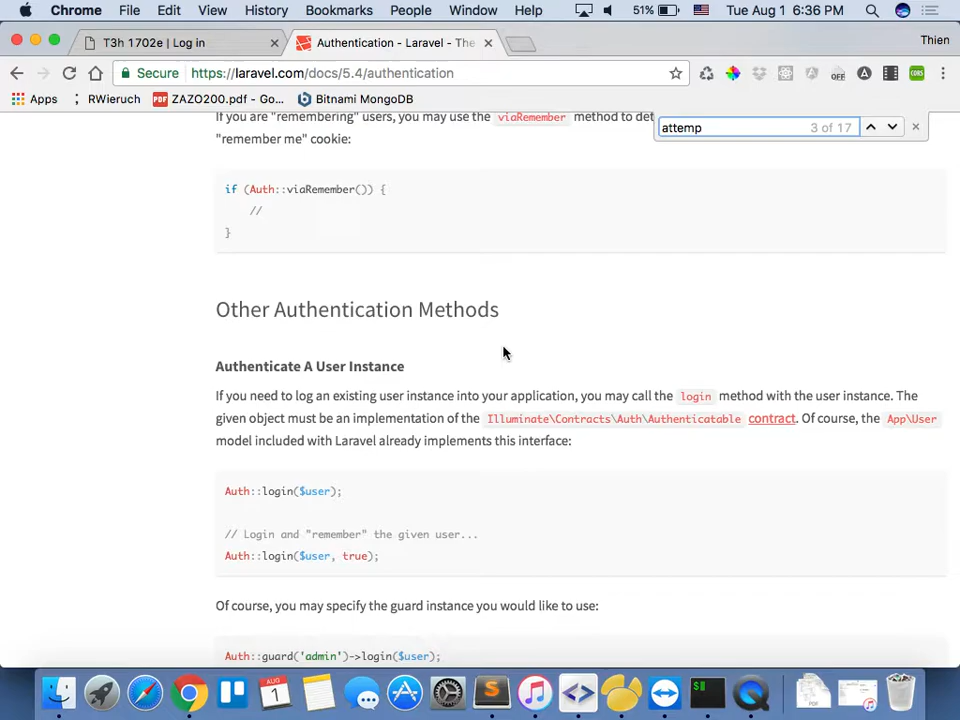 Chrome File Edit View History Bookmarks People Window Help 51% Tue Aug 1 6:36 PM
T3h 1702e | Log in Authentication - Laravel - The Thien
Secure https://laravel.com/docs/5.4/authentication OFF CORS
Apps RWieruch ZAZO200.pdf - Go... Bitnami MongoDB
If you are "remembering" users, you may use the viaRemember method to det
attemp 3 of 17
"remember me" cookie:
if (Auth::viaRemember()) {
//
}
Other Authentication Methods
Authenticate A User Instance
If you need to log an existing user instance into your application, you may call the login method with the user instance. The
given object must be an implementation of the Illuminate\Contracts\Auth\Authenticatable contract. Of course, the App\User
model included with Laravel already implements this interface:
Auth::login($user);
// Login and "remember" the given user...
Auth::login($user, true);
Of course, you may specify the guard instance you would like to use:
Auth::guard('admin')->login($user);
AUG
1